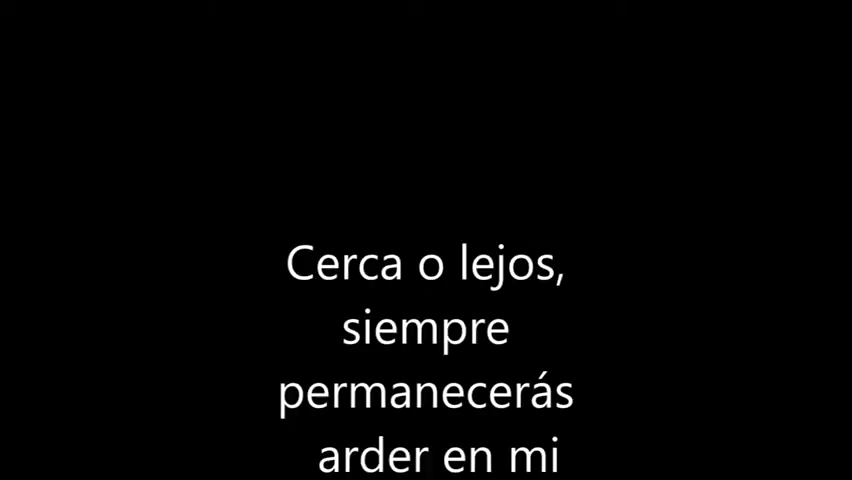 Cerca o lejos,
siempre
permanecerás
arder en mi